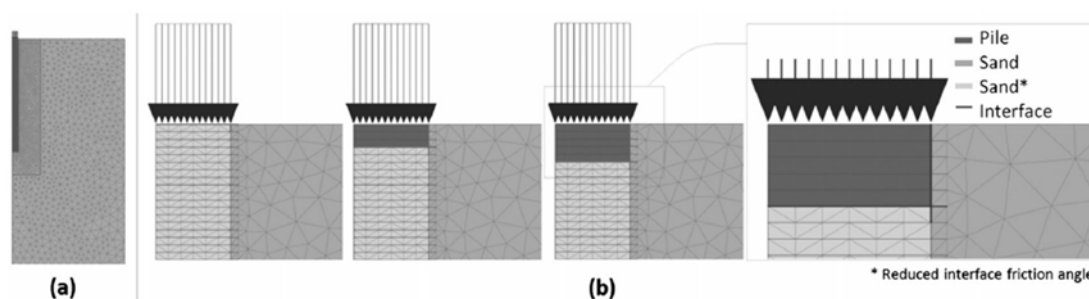 Pile
Sand
Sand*
Interface
(a)
(b)
* Reduced interface friction angle